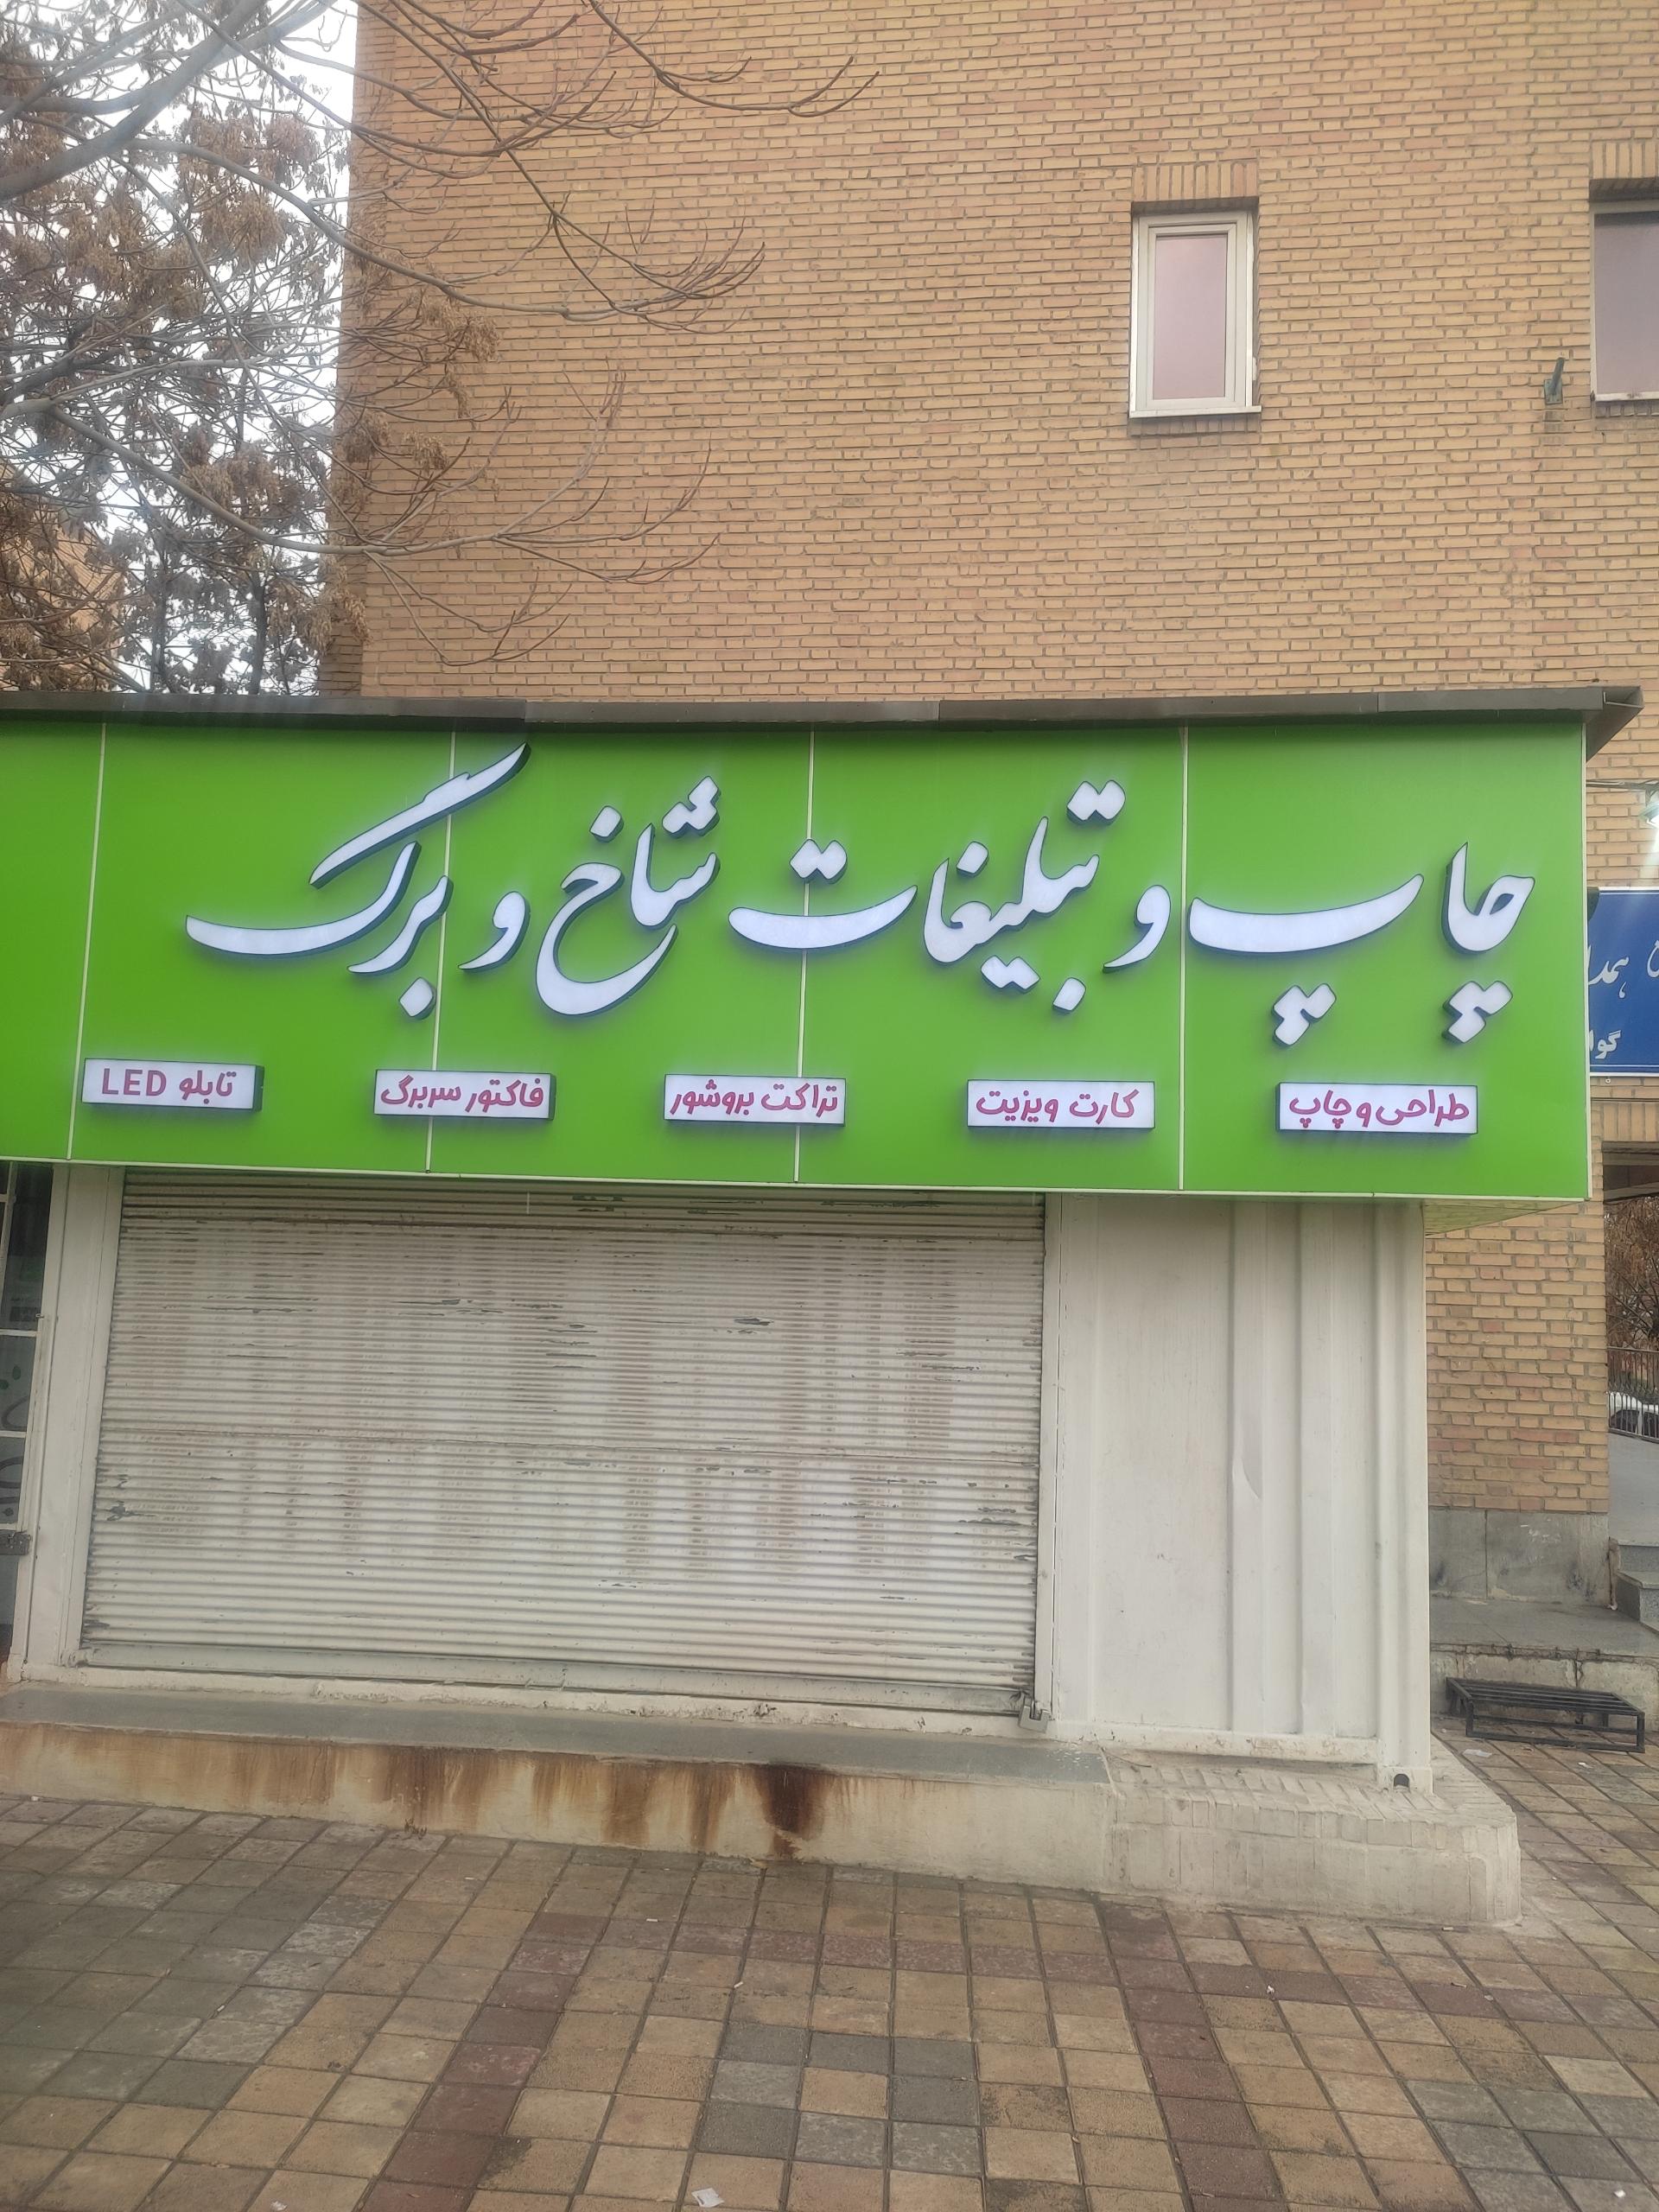 چاپ و تبلیغات شاخ و برگ
طراحی و چاپ
کارت ویزیت
تراکت بروشور
فاکتور سربرگ
تابلو LED